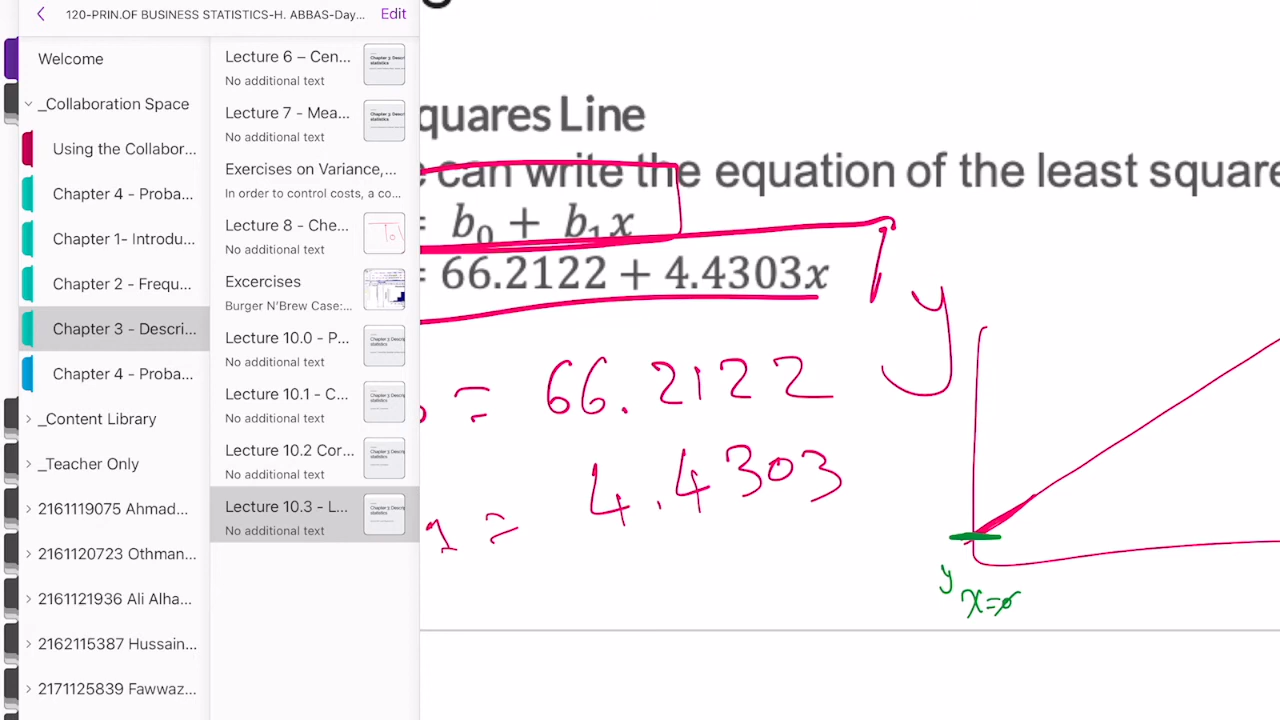 120-PRIN.OF BUSINESS STATISTICS-H. ABBAS-Day...
Edit
Welcome
_Collaboration Space
Using the Collabor...
Chapter 4 - Proba...
Chapter 1- Introdu...
Chapter 2 - Frequ...
Chapter 3 - Descri...
Chapter 4 - Proba...
_Content Library
_Teacher Only
2161119075 Ahmad...
2161120723 Othman...
2161121936 Ali Alha...
2162115387 Hussain...
2171125839 Fawwaz...
Lecture 6 – Cen...
No additional text
Lecture 7 - Mea...
No additional text
Exercises on Variance,...
In order to control costs, a co...
Lecture 8 - Che...
No additional text
Excercises
Burger N'Brew Case:...
Lecture 10.0 - P...
No additional text
Lecture 10.1 - C...
No additional text
Lecture 10.2 Cor...
No additional text
Lecture 10.3 - L...
No additional text
quares Line
e can write the equation of the least square
= b₀ + b₁x
= 66.2122 + 4.4303x
= 66.2122
1 = 4.4303
y
y
x=0